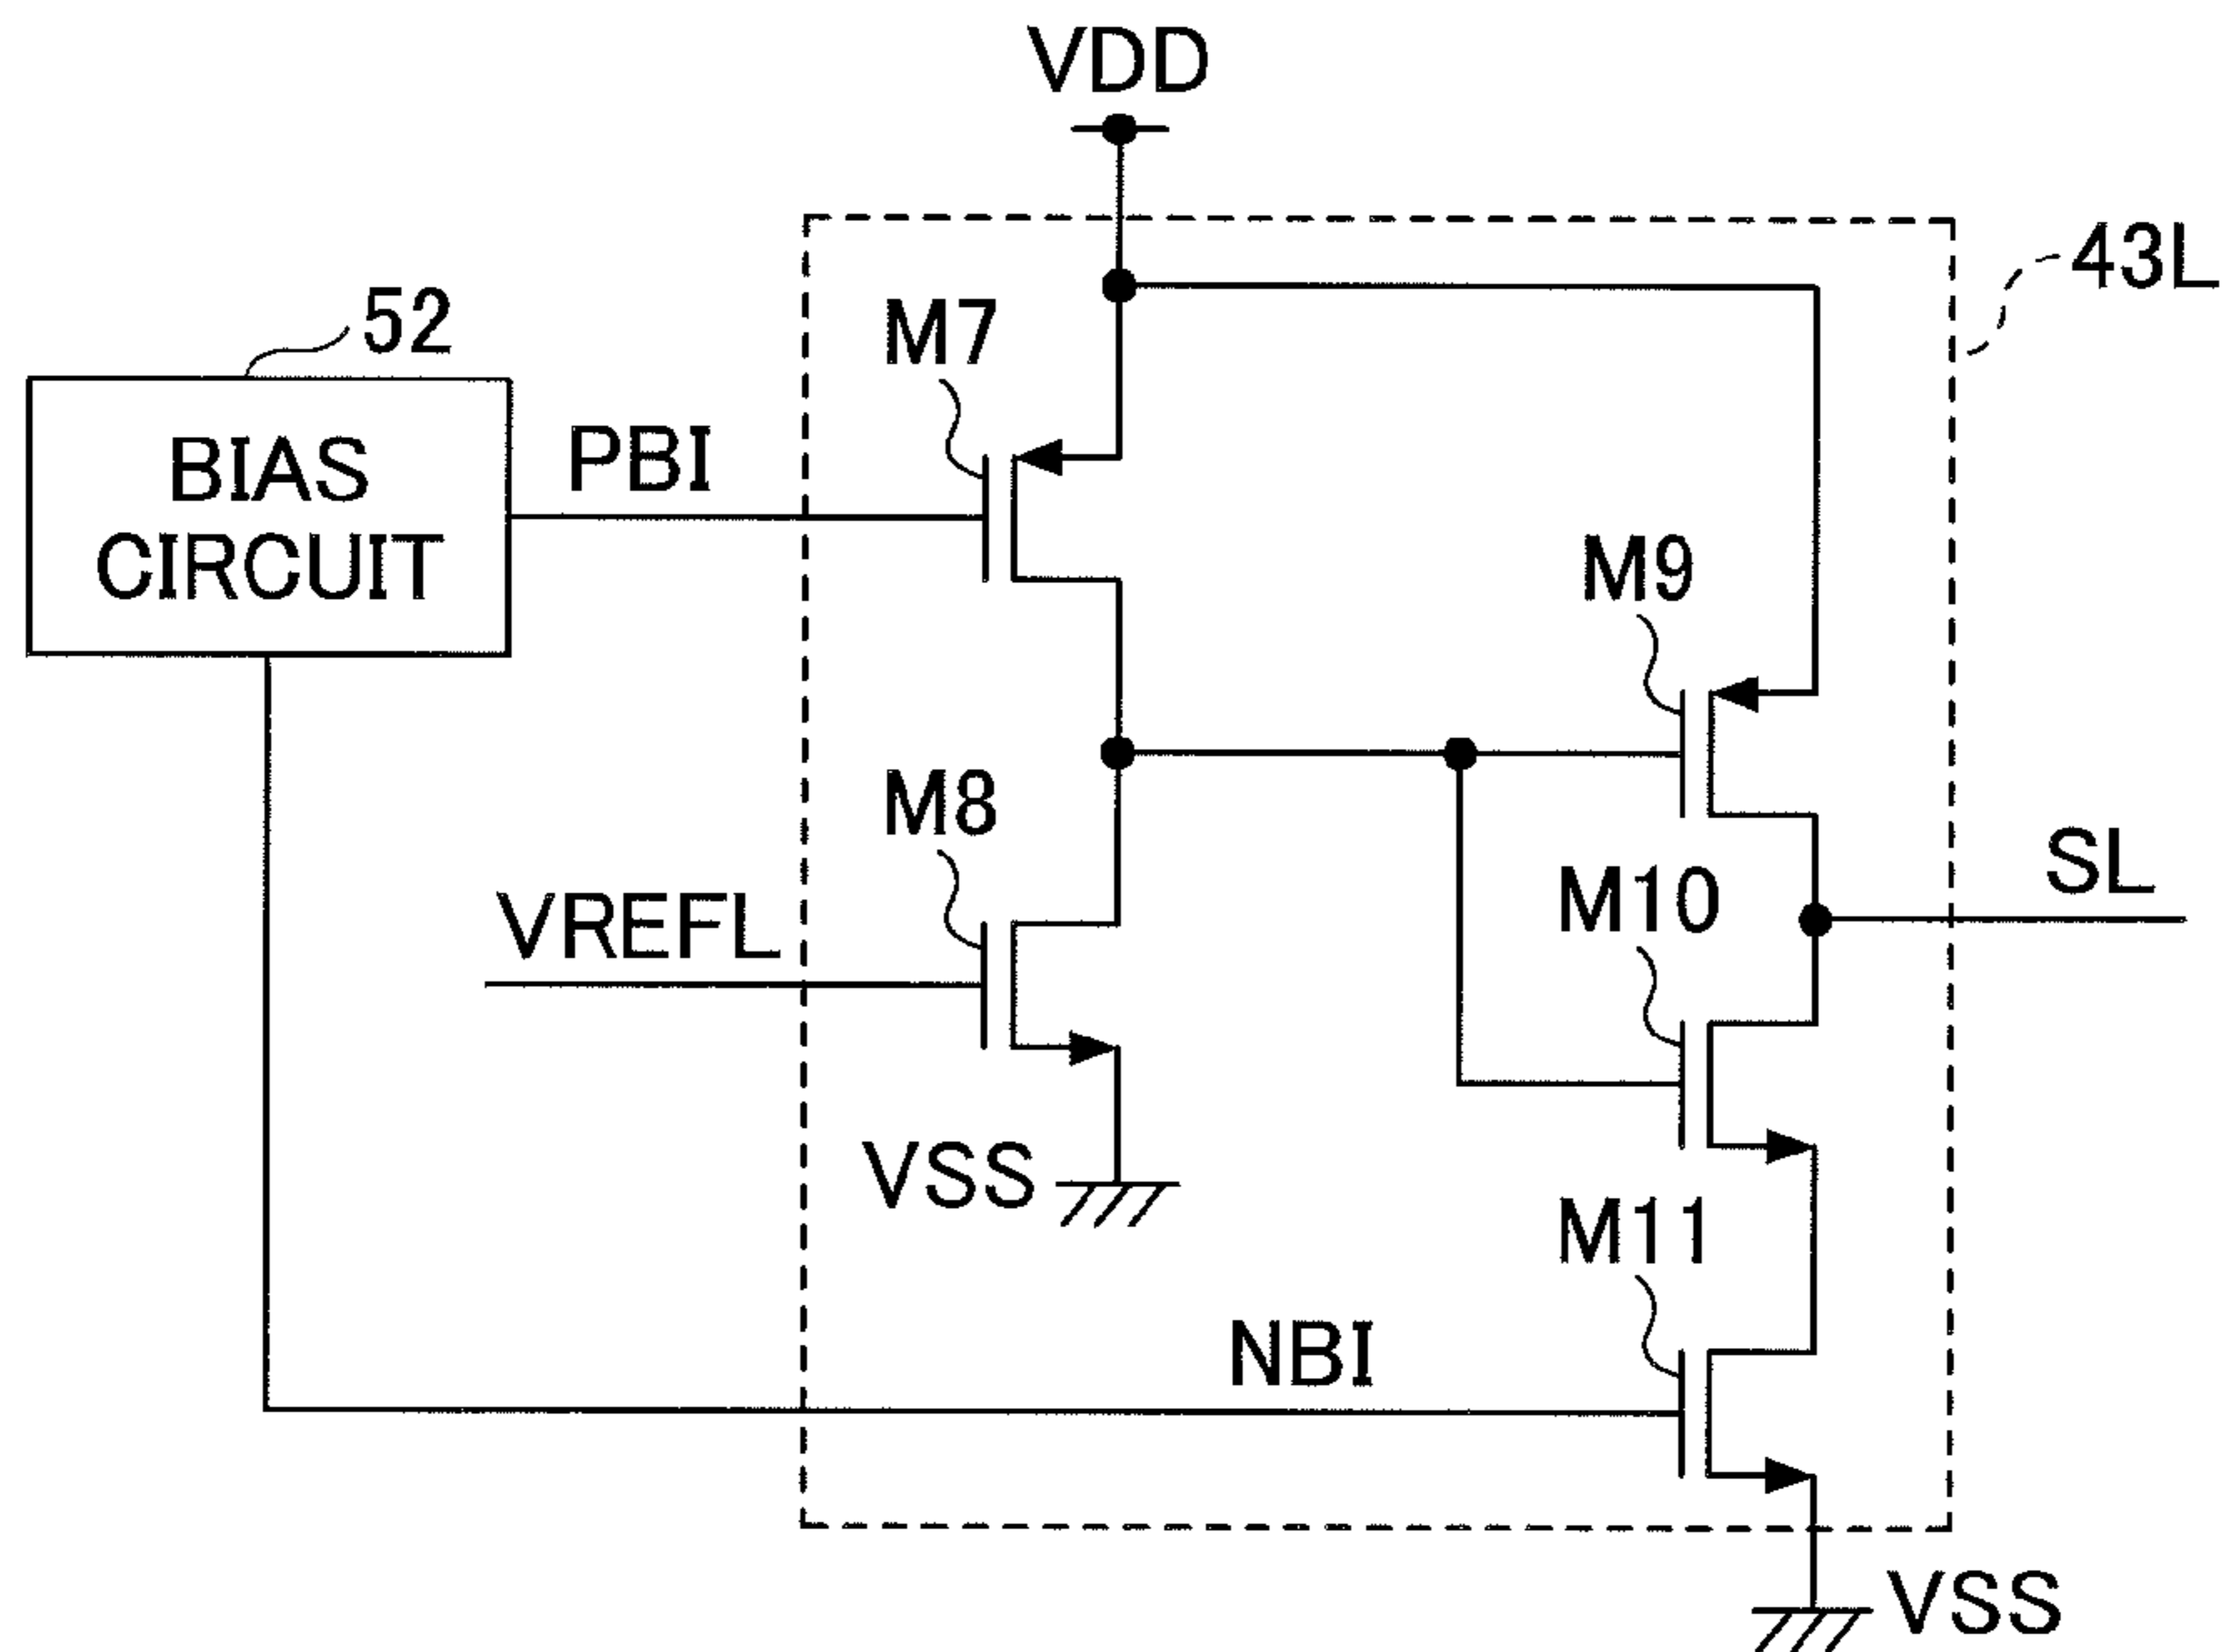 VDD
43L
52
M7
BIAS
CIRCUIT
PBI
M9
M8
SL
M10
VREFL
VSS
M11
NBI
VSS